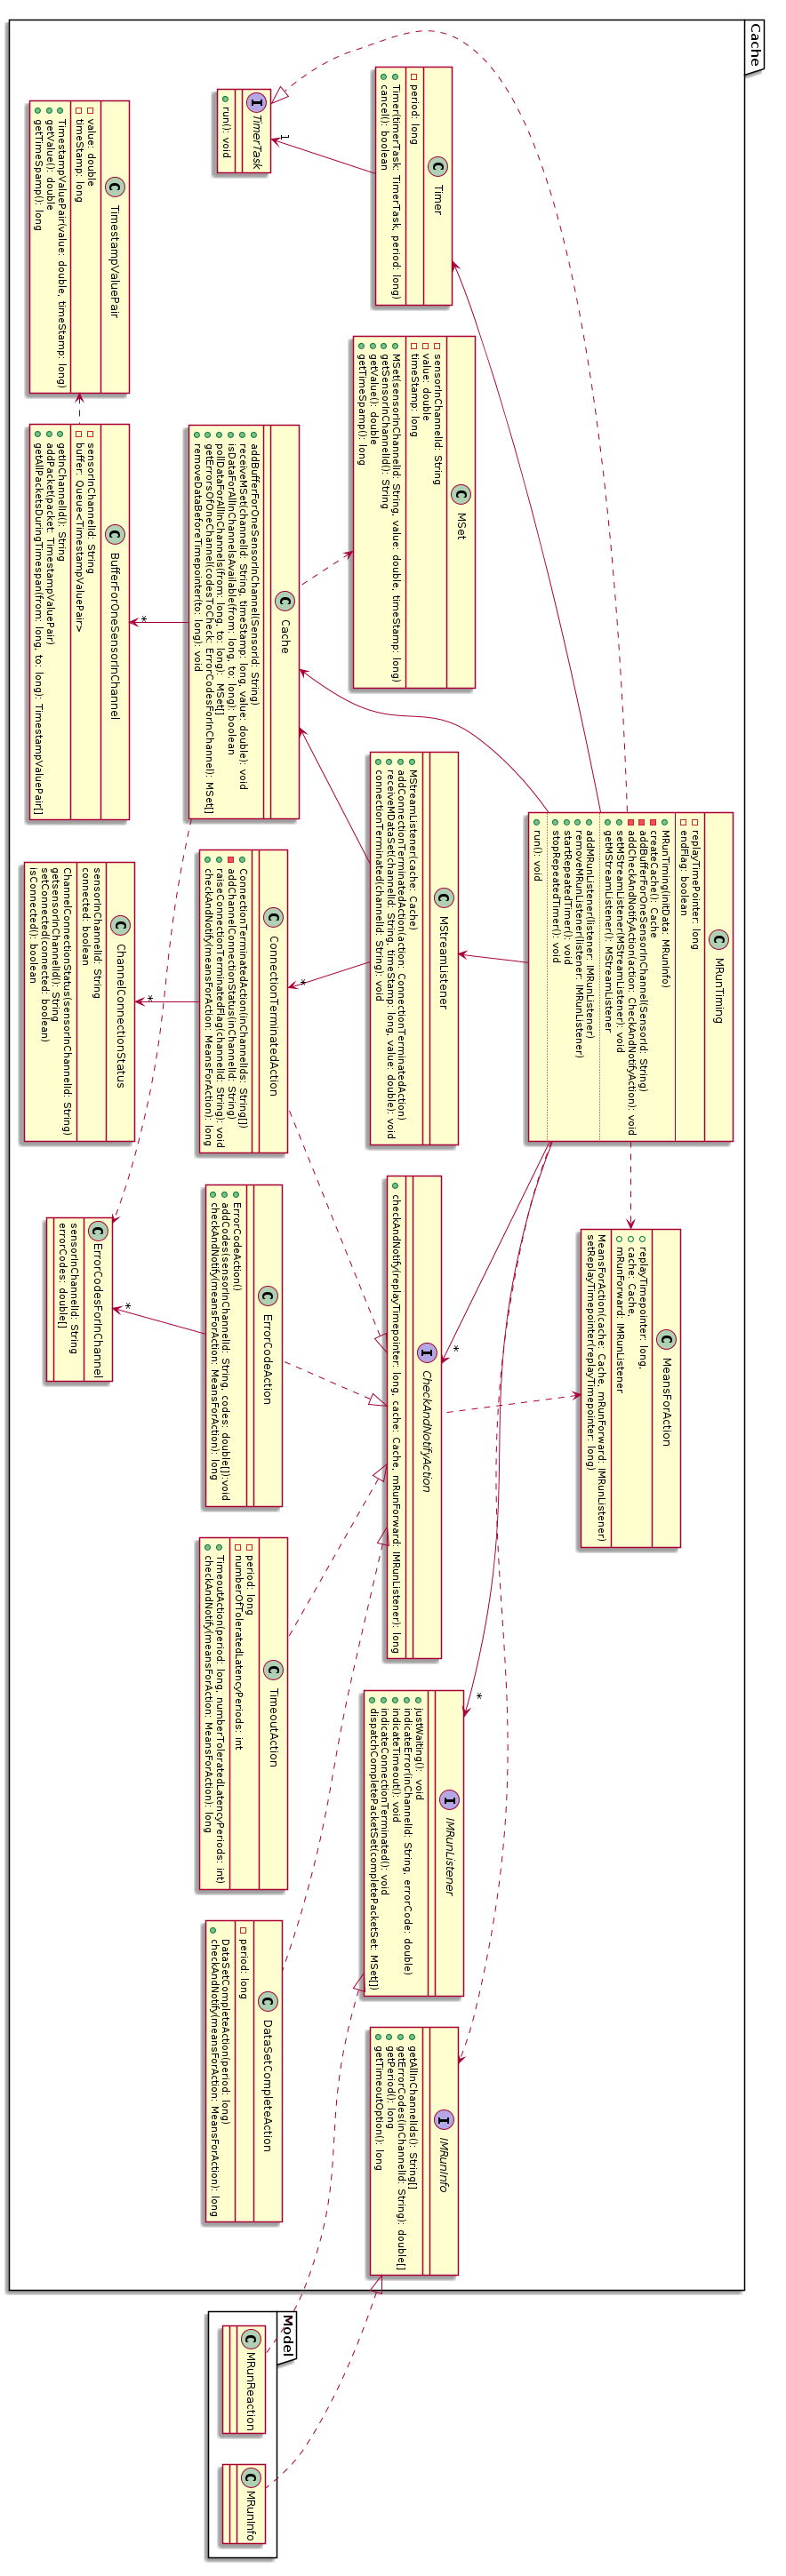 Cache
C MRunTiming
replayTimePointer: long
endFlag: boolean
MRunTiming(initData: MRunInfo)
createCache(): Cache
addBufferForOneSensorInChannel(SensorId: String)
addCheckAndNotifyAction(action: CheckAndNotifyAction): void
setMStreamListener(MStreamListener): void
getMStreamListener(): MStreamListener
addMRunListener(listener: IMRunListener)
removeMRunListener(listener: IMRunListener)
startRepeatedTimer(): void
stopRepeatedTimer(): void
run(): void
C MeansForAction
replayTimepointer: long,
cache: Cache,
mRunForward: IMRunListener
MeansForAction(cache: Cache, mRunForward: IMRunListener)
setReplayTimepointer(replayTimepointer: long)
C Timer
period: long
Timer(timerTask: TimerTask, period: long)
cancel(): boolean
C MSet
sensorInChannelId: String
value: double
timeStamp: long
MSet(sensorInChannelId: String, value: double, timeStamp: long)
getSensorInChannelId(): String
getValue(): double
getTimeSpamp(): long
C MStreamListener
MStreamListener(cache: Cache)
addConnectionTerminatedAction(action: ConnectionTerminatedAction)
receiveMDataSet(channelId: String, timeStamp: long, value: double): void
connectionTerminated(channelId: String): void
I CheckAndNotifyAction
checkAndNotify(replayTimepointer: long, cache: Cache, mRunForward: IMRunListener): long
*
I IMRunListener
justWaiting(): void
indicateError(inChannelId: String, errorCode: double)
indicateTimeout(): void
indicateConnectionTerminated(): void
dispatchCompletePacketSet(completePacketSet: MSet[])
*
I IMRunInfo
getAllInChannelIds(): String[]
getErrorCodes(inChannelId: String): double[]
getPeriod(): long
getTimeoutOption(): long
I TimerTask
run(): void
1
C Cache
addBufferForOneSensorInChannel(SensorId: String)
receiveMSet(channelId: String, timeStamp: long, value: double): void
isDataForAllInChannelsAvailable(from: long, to: long): boolean
pollDataForAllInChannels(from: long, to long): MSet[]
getErrorsOfOneChannel(codesToCheck: ErrorCodesForInChannel): MSet[]
removeDataBeforeTimepointer(to: long): void
C ConnectionTerminatedAction
ConnectionTerminatedAction(inChannelIds: String[])
addChannelConnectionStatus(inChannelId: String)
raiseConnectionTerminatedFlag(channelId: String): void
checkAndNotify(meansForAction: MeansForAction): long
*
C ErrorCodeAction
ErrorCodeAction()
addCodes(sensorInChannelId: String, codes: double[]):void
checkAndNotify(meansForAction: MeansForAction): long
C TimeoutAction
period: long
numberOfToleratedLatencyPeriods: int
TimeoutAction(period: long, numberToleratedLatencyPeriods: int)
checkAndNotify(meansForAction: MeansForAction): long
C DataSetCompleteAction
period: long
DataSetCompleteAction(period: long)
checkAndNotify(meansForAction: MeansForAction): long
C TimestampValuePair
value: double
timeStamp: long
TimestampValuePair(value: double, timeStamp: long)
getValue(): double
getTimeSpamp(): long
C BufferForOneSensorInChannel
sensorInChannelId: String
buffer: Queue<TimestampValuePair>
getInChannelId(): String
addPacket(packet: TimestampValuePair)
getAllPacketsDuringTimespan(from: long, to: long): TimestampValuePair[]
*
C ChannelConnectionStatus
sensorInChannelId: String
connected: boolean
ChannelConnectionStatus(sensorInChannelId: String)
getsensorInChannelId(): String
setConnected(connected: boolean)
isConnected(): boolean
*
C ErrorCodesForInChannel
sensorInChannelId: String
errorCodes: double[]
*
Model
C MRunReaction
C MRunInfo